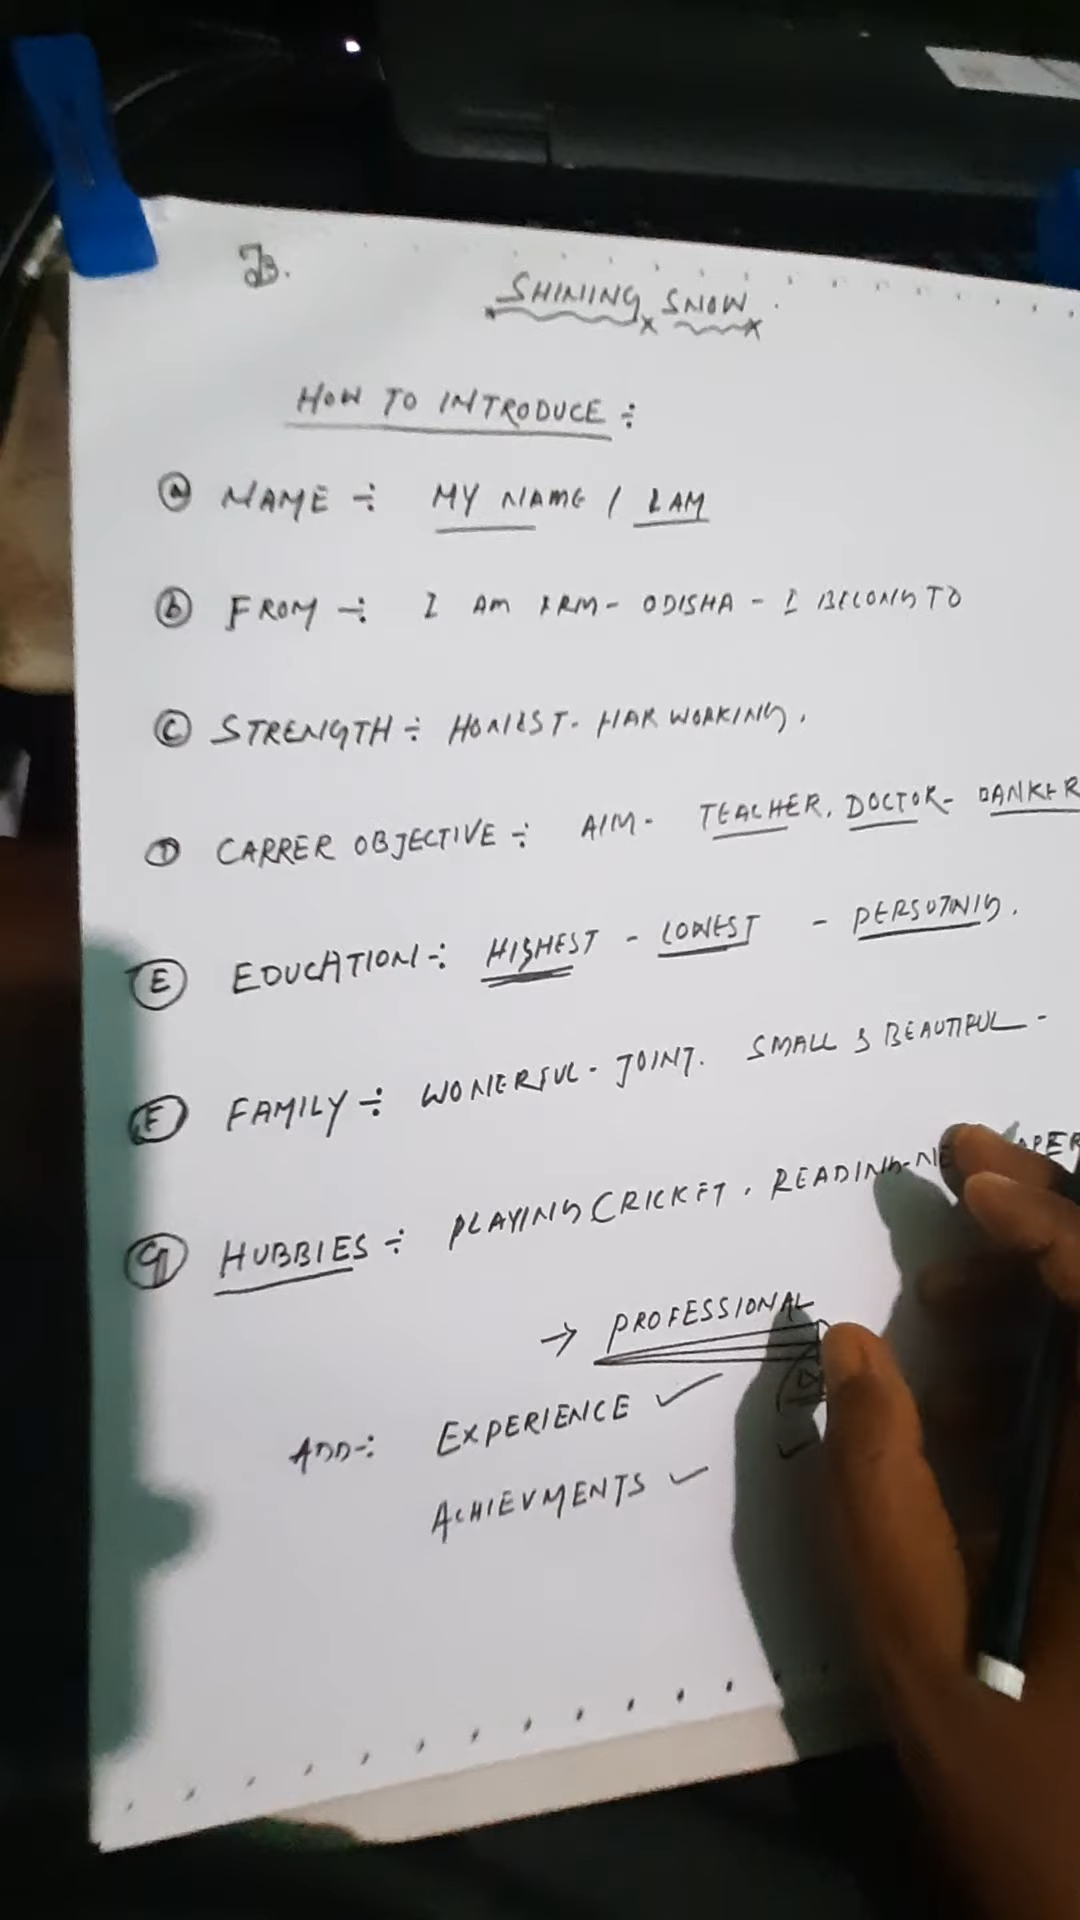 SHINING SNOW.
HOW TO INTRODUCE ÷
(a) NAME ÷ MY NAME / I AM
(b) FROM ÷ I AM FRM - ODISHA - I BELONG TO
(C) STRENGTH ÷ HONEST - HAR WORKING.
(D) CARRER OBJECTIVE ÷ AIM - TEACHER, DOCTOR - BANKER
(E) EDUCATION ÷ HIGHEST - LOWEST - PERSUING.
(F) FAMILY ÷ WONERFUL - JOINT. SMALL & BEAUTIFUL -
(G) HUBBIES ÷ PLAYING CRICKET, READING -
→ PROFESSIONAL
ADD ÷ EXPERIENCE ✓
ACHIEVMENTS ✓ ✓